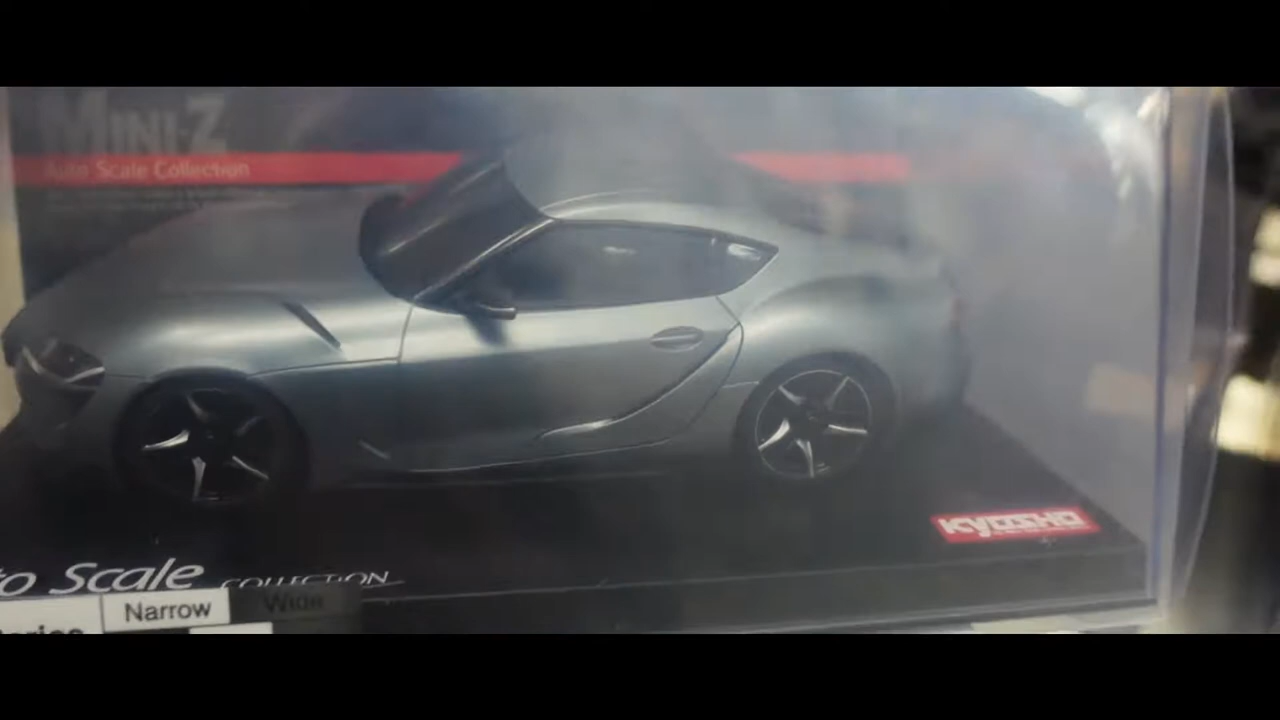 MINI-Z
Auto Scale Collection
KYOSHO
to Scale COLLECTION
Narrow Wide